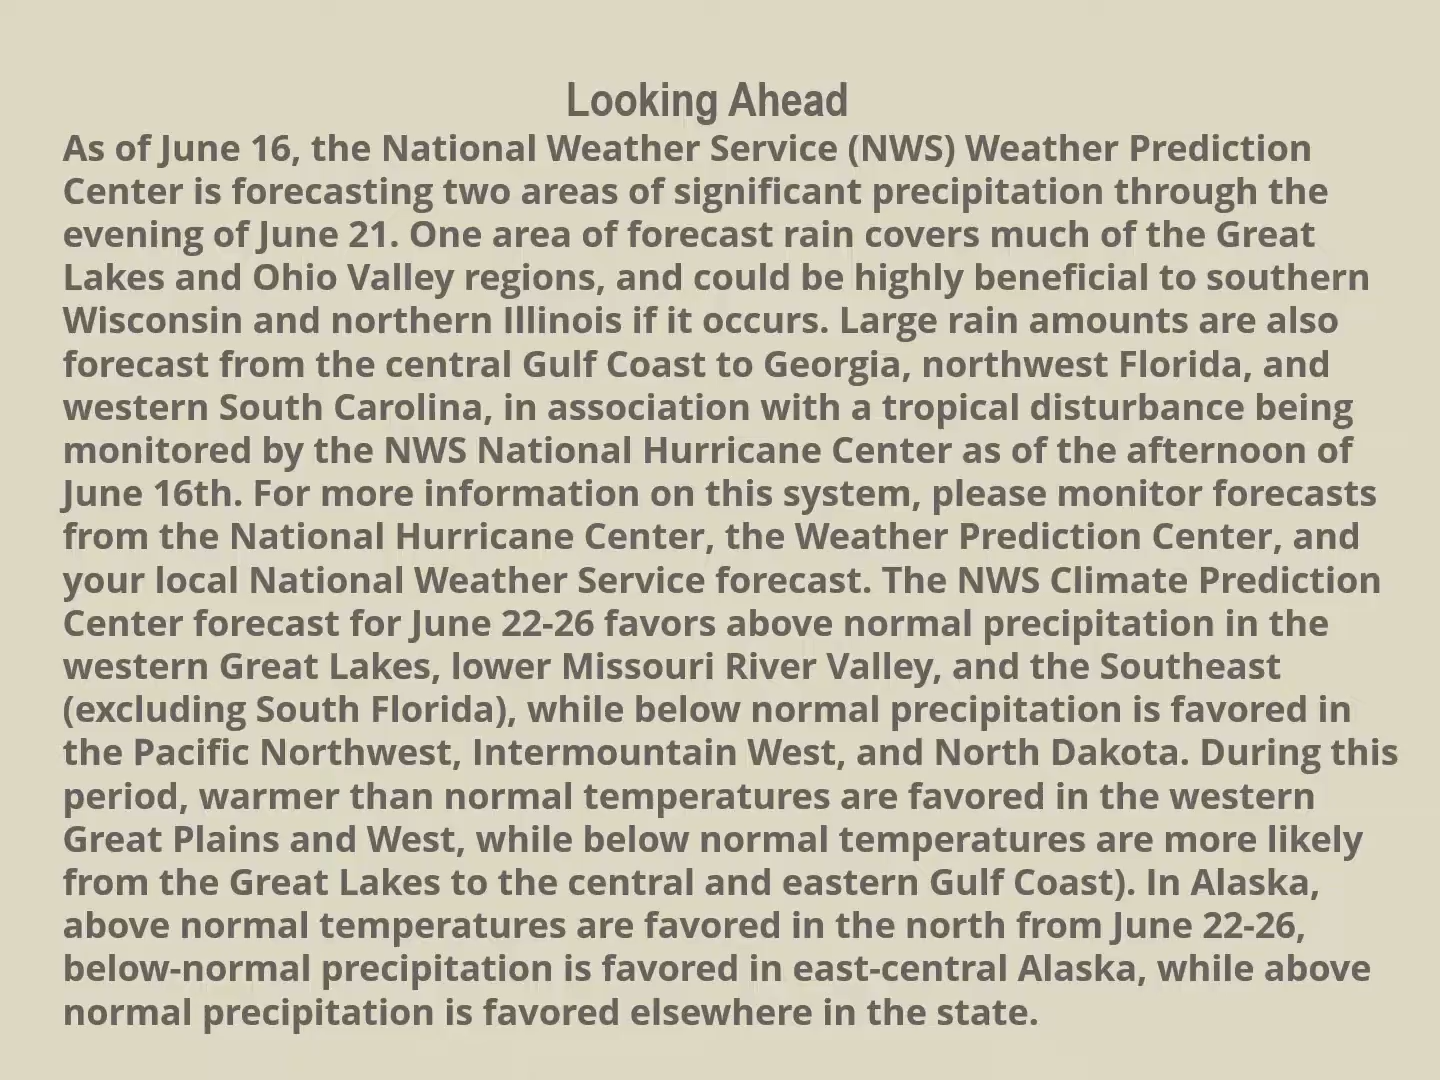 Looking Ahead
As of June 16, the National Weather Service (NWS) Weather Prediction
Center is forecasting two areas of significant precipitation through the
evening of June 21. One area of forecast rain covers much of the Great
Lakes and Ohio Valley regions, and could be highly beneficial to southern
Wisconsin and northern Illinois if it occurs. Large rain amounts are also
forecast from the central Gulf Coast to Georgia, northwest Florida, and
western South Carolina, in association with a tropical disturbance being
monitored by the NWS National Hurricane Center as of the afternoon of
June 16th. For more information on this system, please monitor forecasts
from the National Hurricane Center, the Weather Prediction Center, and
your local National Weather Service forecast. The NWS Climate Prediction
Center forecast for June 22-26 favors above normal precipitation in the
western Great Lakes, lower Missouri River Valley, and the Southeast
(excluding South Florida), while below normal precipitation is favored in
the Pacific Northwest, Intermountain West, and North Dakota. During this
period, warmer than normal temperatures are favored in the western
Great Plains and West, while below normal temperatures are more likely
from the Great Lakes to the central and eastern Gulf Coast). In Alaska,
above normal temperatures are favored in the north from June 22-26,
below-normal precipitation is favored in east-central Alaska, while above
normal precipitation is favored elsewhere in the state.